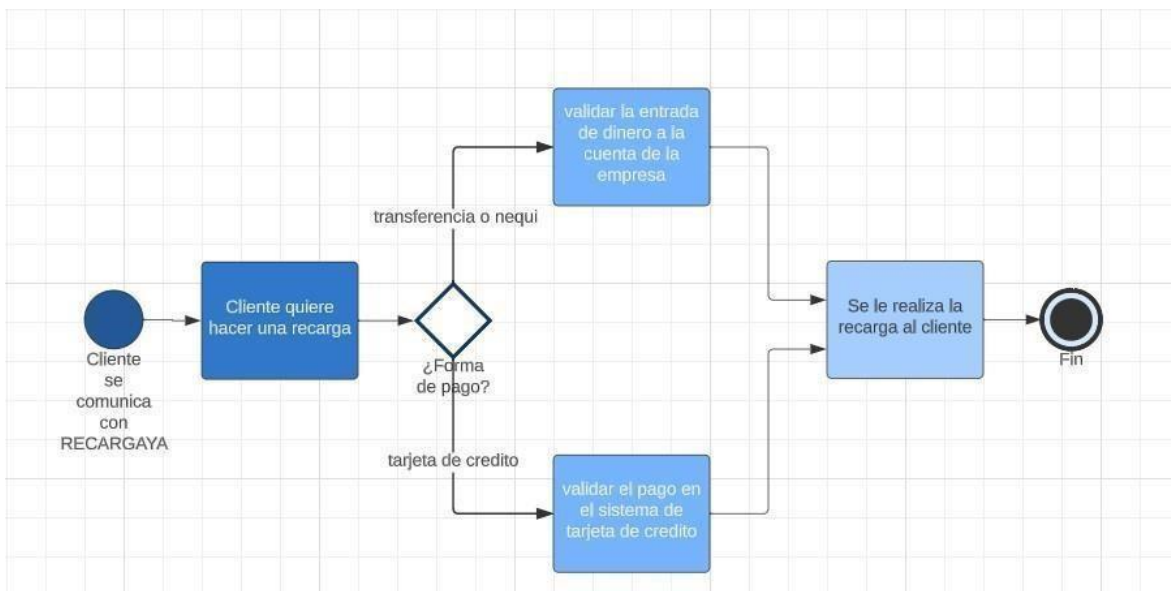 validar la entrada
de dinero a la
cuenta de la
empresa
transferencia o nequi
Cliente quiere
hacer una recarga
Cliente
se
comunica
con
RECARGAYA
¿Forma
de pago?
tarjeta de credito
validar el pago en
el sistema de
tarjeta de credito
Se le realiza la
recarga al cliente
Fin